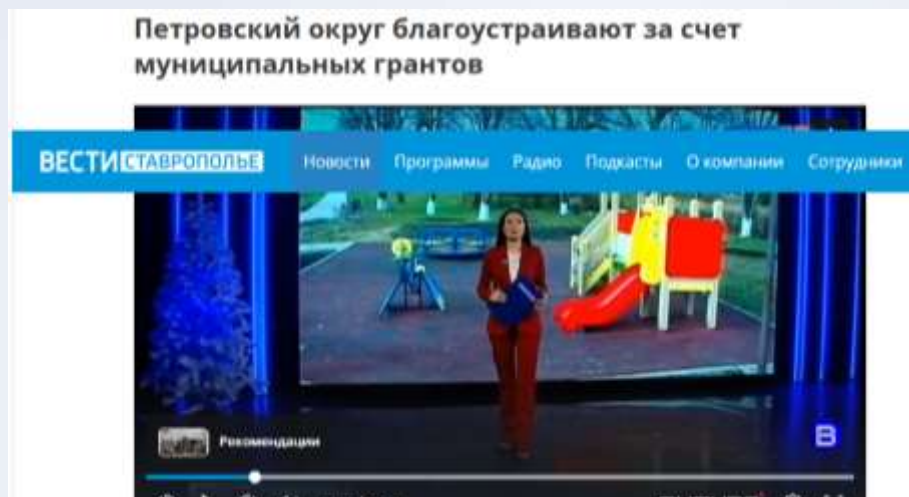 Петровский округ благоустраивают за счет
муниципальных грантов
ВЕСТИ СТАВРОПОЛЬЕ Новости Программы Радио Подкасты О компании Сотрудники
Рекомендации
В